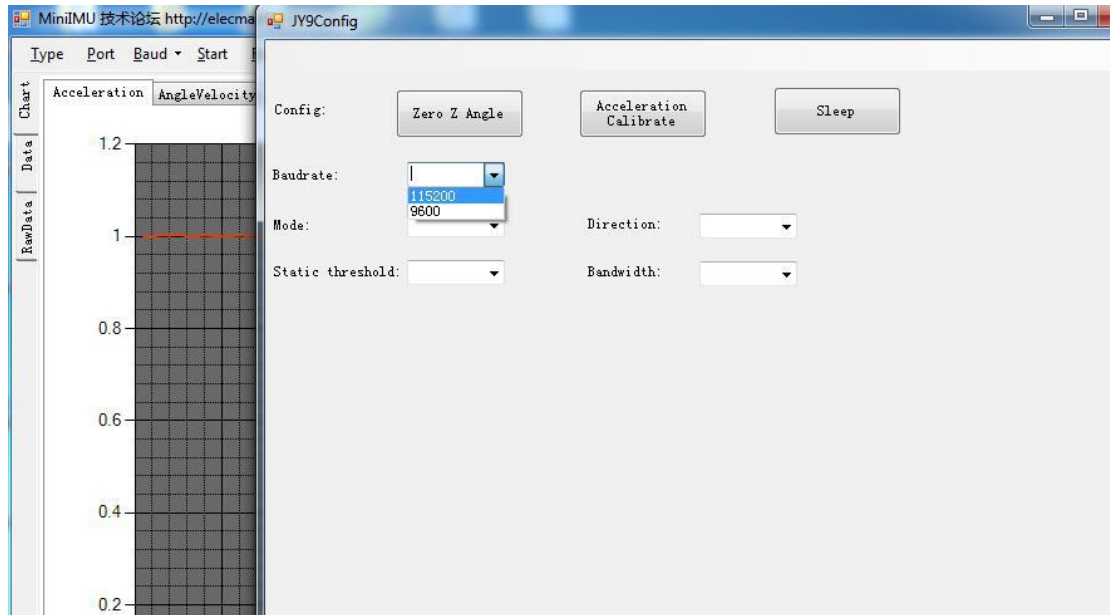 MiniIMU 技术论坛 http://elecma
Type Port Baud Start
Chart
Data
RawData
Acceleration AngleVelocity
1.2
1
0.8
0.6
0.4
0.2
JY9Config
Config: Zero Z Angle Acceleration Calibrate Sleep
Baudrate:
115200
9600
Mode: Direction:
Static threshold: Bandwidth: